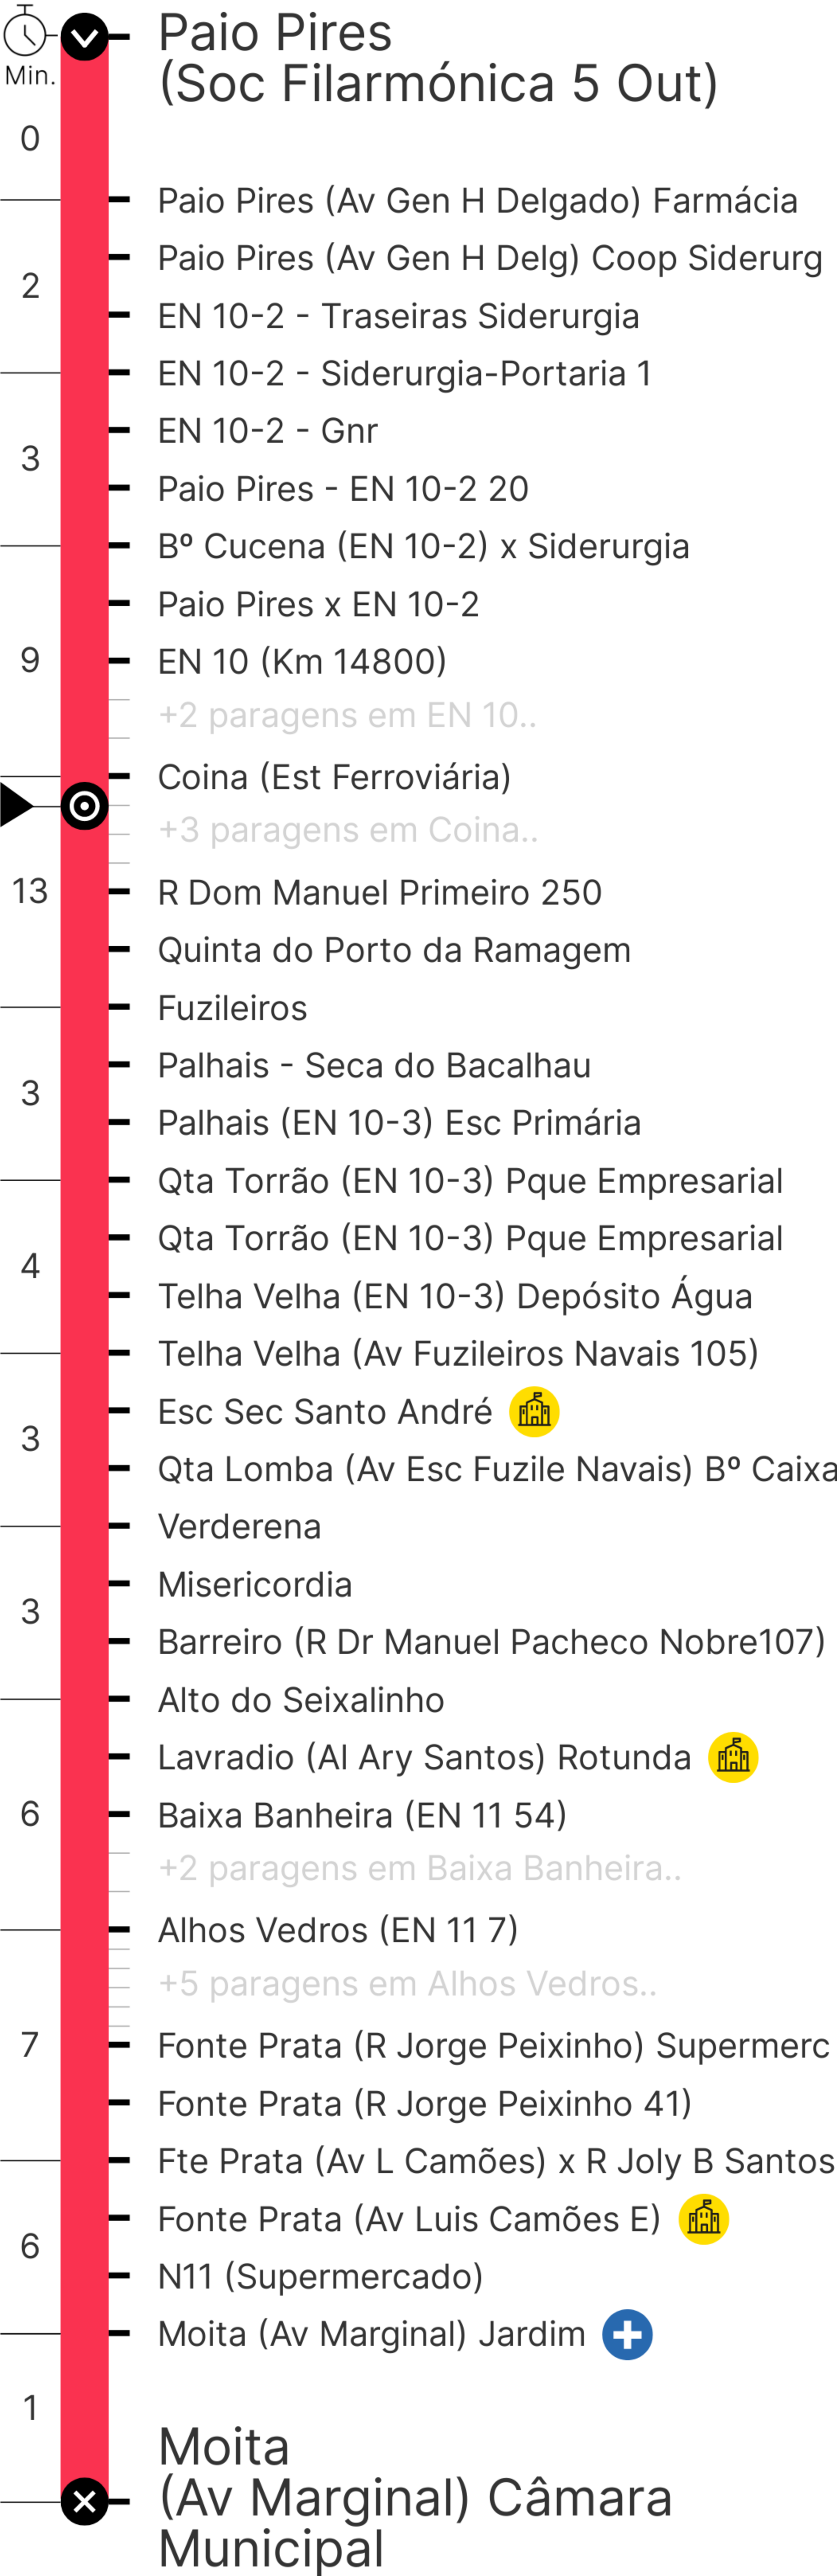 Paio Pires
(Soc Filarmónica 5 Out)
Min.
0
Paio Pires (Av Gen H Delgado) Farmácia
Paio Pires (Av Gen H Delg) Coop Siderurg
2
EN 10-2 - Traseiras Siderurgia
EN 10-2 - Siderurgia-Portaria 1
EN 10-2 - Gnr
3
Paio Pires - EN 10-2 20
Bº Cucena (EN 10-2) x Siderurgia
Paio Pires x EN 10-2
9
EN 10 (Km 14800)
+2 paragens em EN 10..
Coina (Est Ferroviária)
+3 paragens em Coina..
13
R Dom Manuel Primeiro 250
Quinta do Porto da Ramagem
Fuzileiros
Palhais - Seca do Bacalhau
3
Palhais (EN 10-3) Esc Primária
Qta Torrão (EN 10-3) Pque Empresarial
Qta Torrão (EN 10-3) Pque Empresarial
4
Telha Velha (EN 10-3) Depósito Água
Telha Velha (Av Fuzileiros Navais 105)
Esc Sec Santo André
3
Qta Lomba (Av Esc Fuzile Navais) Bº Caixa
Verderena
Misericordia
3
Barreiro (R Dr Manuel Pacheco Nobre107)
Alto do Seixalinho
Lavradio (Al Ary Santos) Rotunda
6
Baixa Banheira (EN 11 54)
+2 paragens em Baixa Banheira..
Alhos Vedros (EN 11 7)
+5 paragens em Alhos Vedros..
7
Fonte Prata (R Jorge Peixinho) Supermerc
Fonte Prata (R Jorge Peixinho 41)
Fte Prata (Av L Camões) x R Joly B Santos
Fonte Prata (Av Luis Camões E)
6
N11 (Supermercado)
Moita (Av Marginal) Jardim
1
Moita
(Av Marginal) Câmara
Municipal